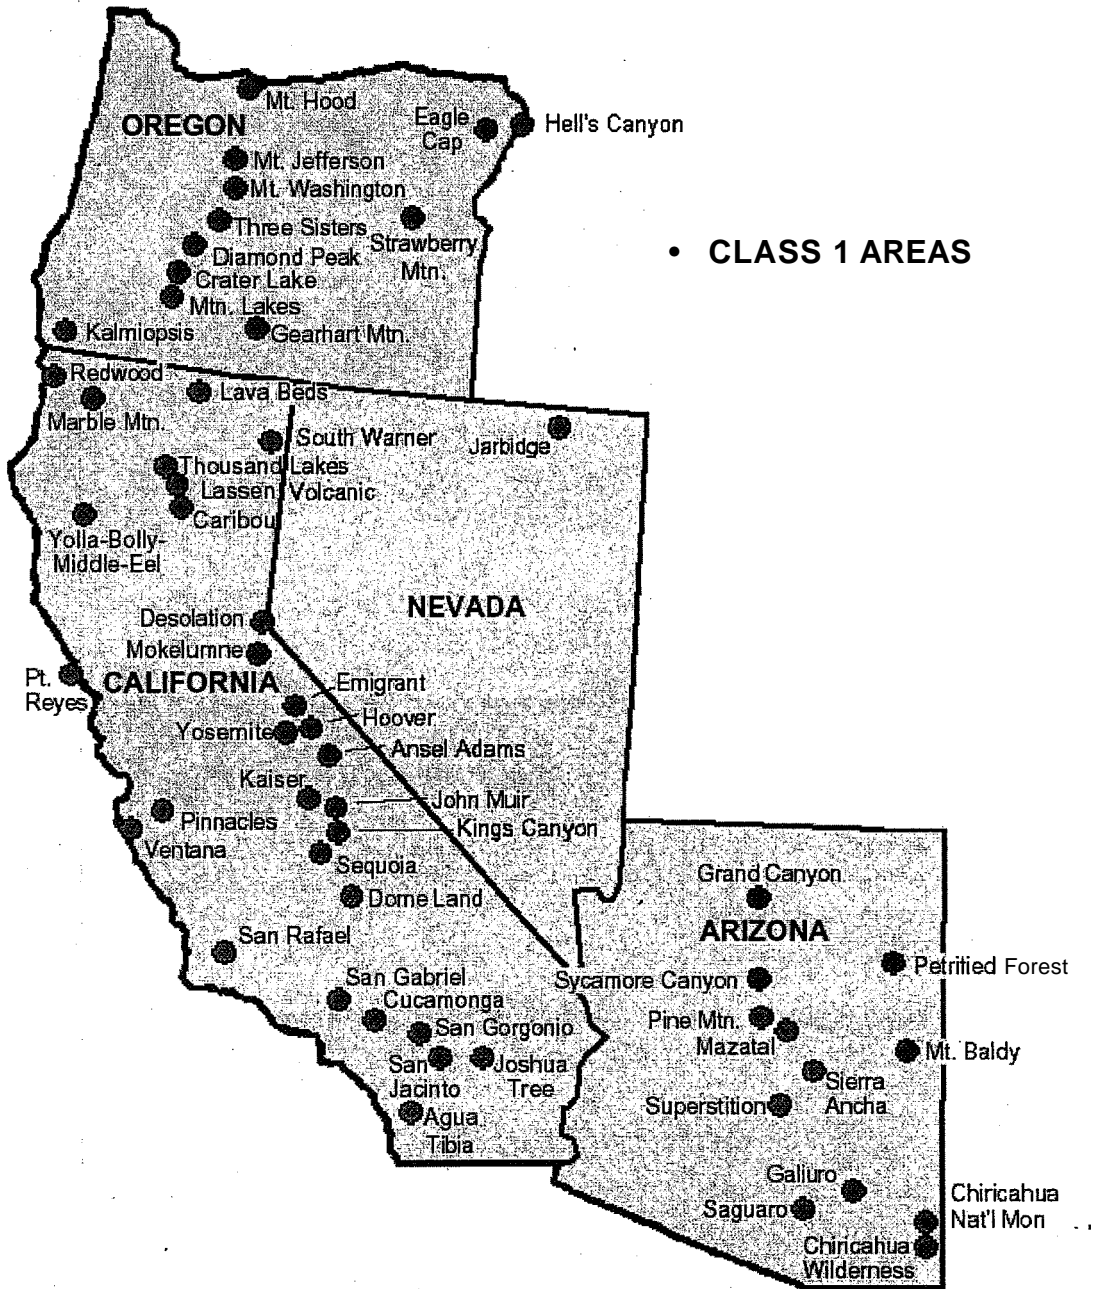 Mt. Hood
OREGON
Eagle
Cap
Hell's Canyon
Mt. Jefferson
Mt. Washington
Three Sisters
Strawberry
Mtn.
Diamond Peak
Crater Lake
Mtn. Lakes
Kalmiopsis
Gearhart Mtn.
• CLASS 1 AREAS
Redwood
Lava Beds
Marble Mtn.
South Warner
Jarbidge
Thousand Lakes
Lassen Volcanic
Caribou
Yolla-Bolly-
Middle-Eel
Desolation
NEVADA
Mokelumne
Pt.
Reyes
CALIFORNIA
Emigrant
Hoover
Yosemite
Ansel Adams
Kaiser
John Muir
Pinnacles
Kings Canyon
Ventana
Sequoia
Dome Land
Grand Canyon
ARIZONA
San Rafael
Petrified Forest
San Gabriel
Sycamore Canyon
Cucamonga
San Gorgonio
Pine Mtn.
Mazatal
Mt. Baldy
San
Jacinto
Joshua
Tree
Sierra
Ancha
Superstition
Agua
Tibia
Galiuro
Saguaro
Chiricahua
Nat'l Mon
Chiricahua
Wilderness